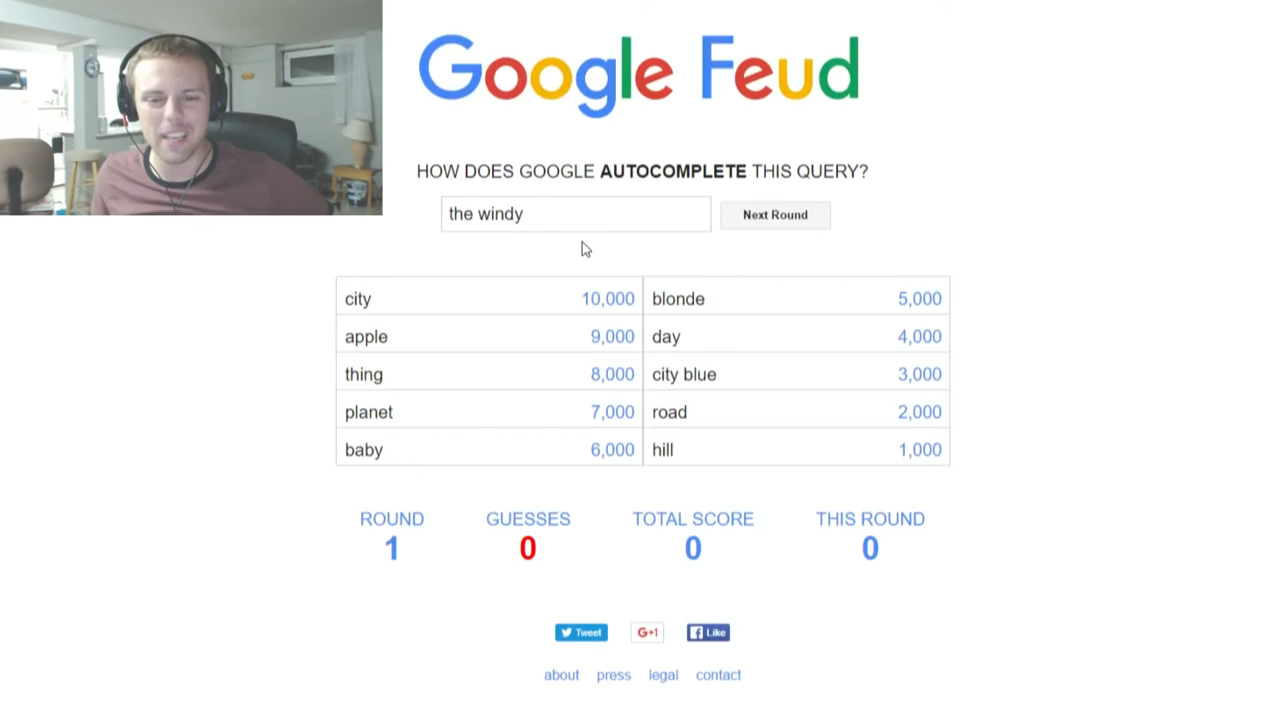 Google Feud
HOW DOES GOOGLE AUTOCOMPLETE THIS QUERY?
the windy
Next Round
city 10,000 blonde 5,000
apple 9,000 day 4,000
thing 8,000 city blue 3,000
planet 7,000 road 2,000
baby 6,000 hill 1,000
ROUND GUESSES TOTAL SCORE THIS ROUND
1 0 0 0
Tweet G+1 Like
about press legal contact